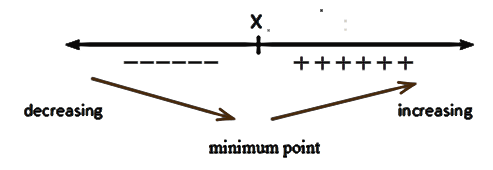 X
– – – – – – + + + + + +
decreasing increasing
minimum point